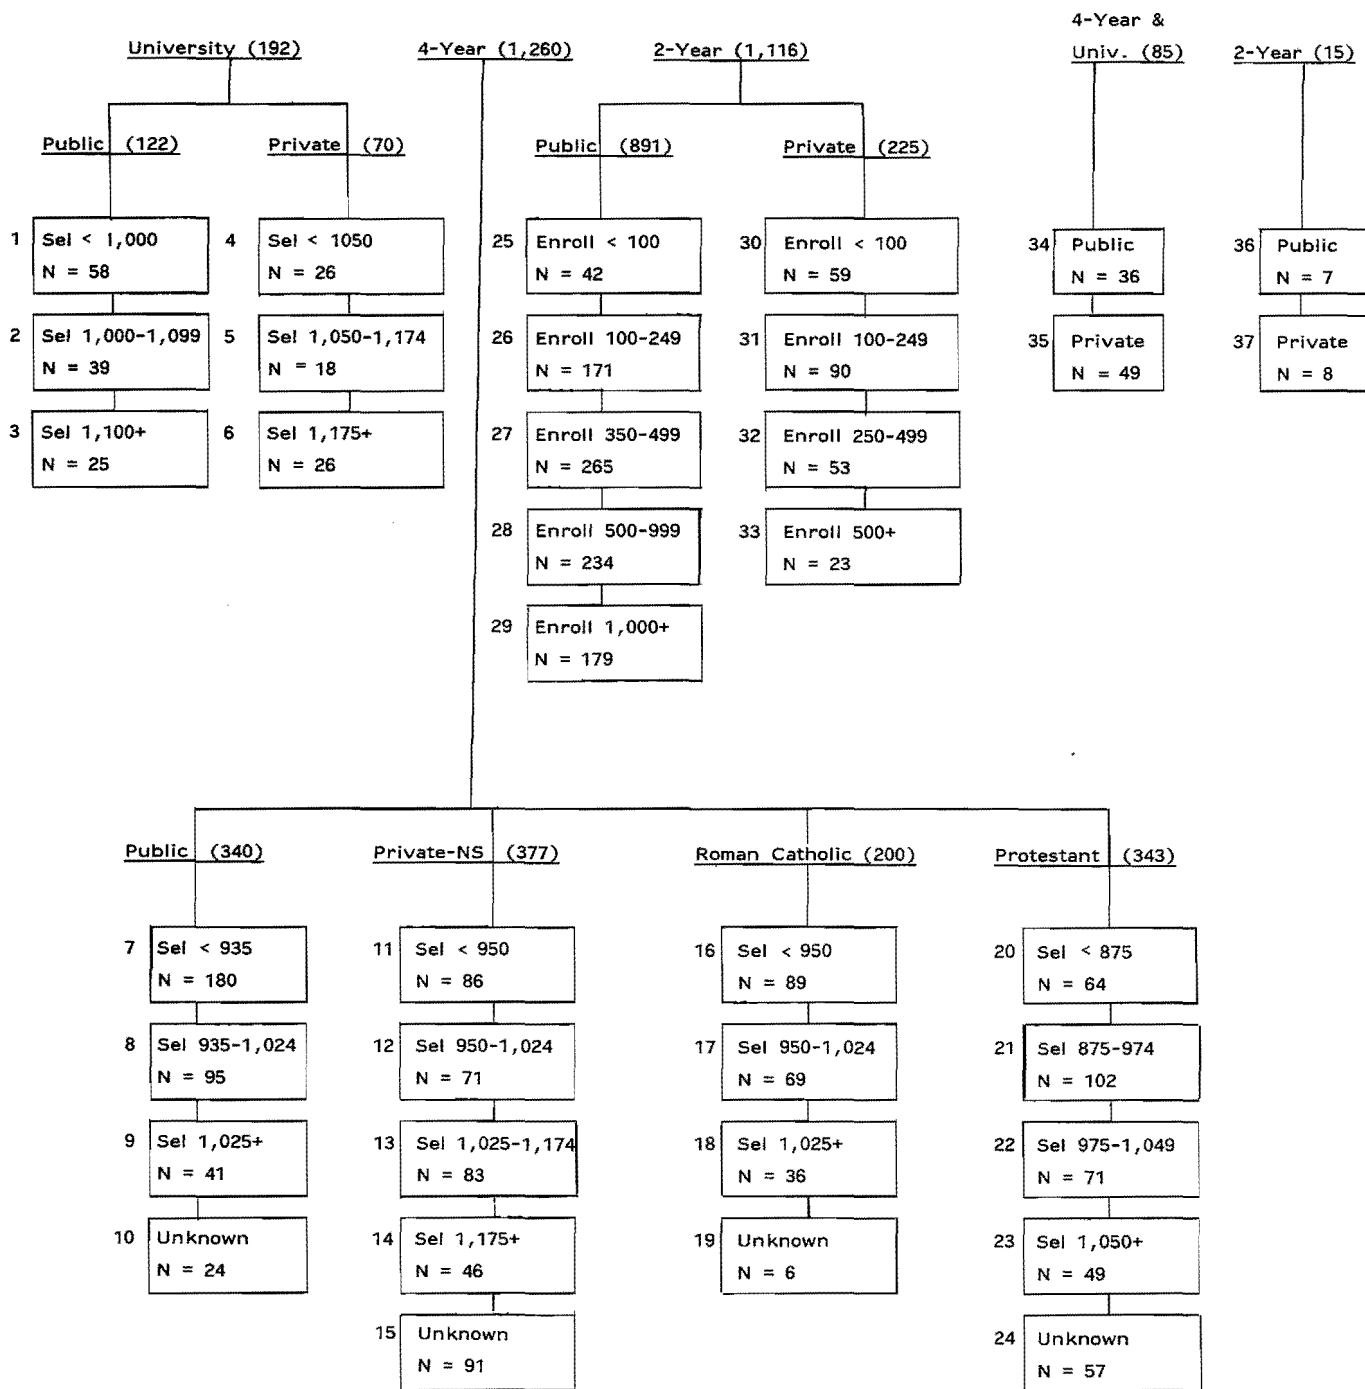 University (192)
4-Year (1,260)
2-Year (1,116)
4-Year &
Univ. (85)
2-Year (15)
Public (122)
Private (70)
Public (891)
Private (225)
1 Sel < 1,000
N = 58
2 Sel 1,000-1,099
N = 39
3 Sel 1,100+
N = 25
4 Sel < 1050
N = 26
5 Sel 1,050-1,174
N = 18
6 Sel 1,175+
N = 26
25 Enroll < 100
N = 42
26 Enroll 100-249
N = 171
27 Enroll 350-499
N = 265
28 Enroll 500-999
N = 234
29 Enroll 1,000+
N = 179
30 Enroll < 100
N = 59
31 Enroll 100-249
N = 90
32 Enroll 250-499
N = 53
33 Enroll 500+
N = 23
34 Public
N = 36
35 Private
N = 49
36 Public
N = 7
37 Private
N = 8
Public (340)
Private-NS (377)
Roman Catholic (200)
Protestant (343)
7 Sel < 935
N = 180
8 Sel 935-1,024
N = 95
9 Sel 1,025+
N = 41
10 Unknown
N = 24
11 Sel < 950
N = 86
12 Sel 950-1,024
N = 71
13 Sel 1,025-1,174
N = 83
14 Sel 1,175+
N = 46
15 Unknown
N = 91
16 Sel < 950
N = 89
17 Sel 950-1,024
N = 69
18 Sel 1,025+
N = 36
19 Unknown
N = 6
20 Sel < 875
N = 64
21 Sel 875-974
N = 102
22 Sel 975-1,049
N = 71
23 Sel 1,050+
N = 49
24 Unknown
N = 57